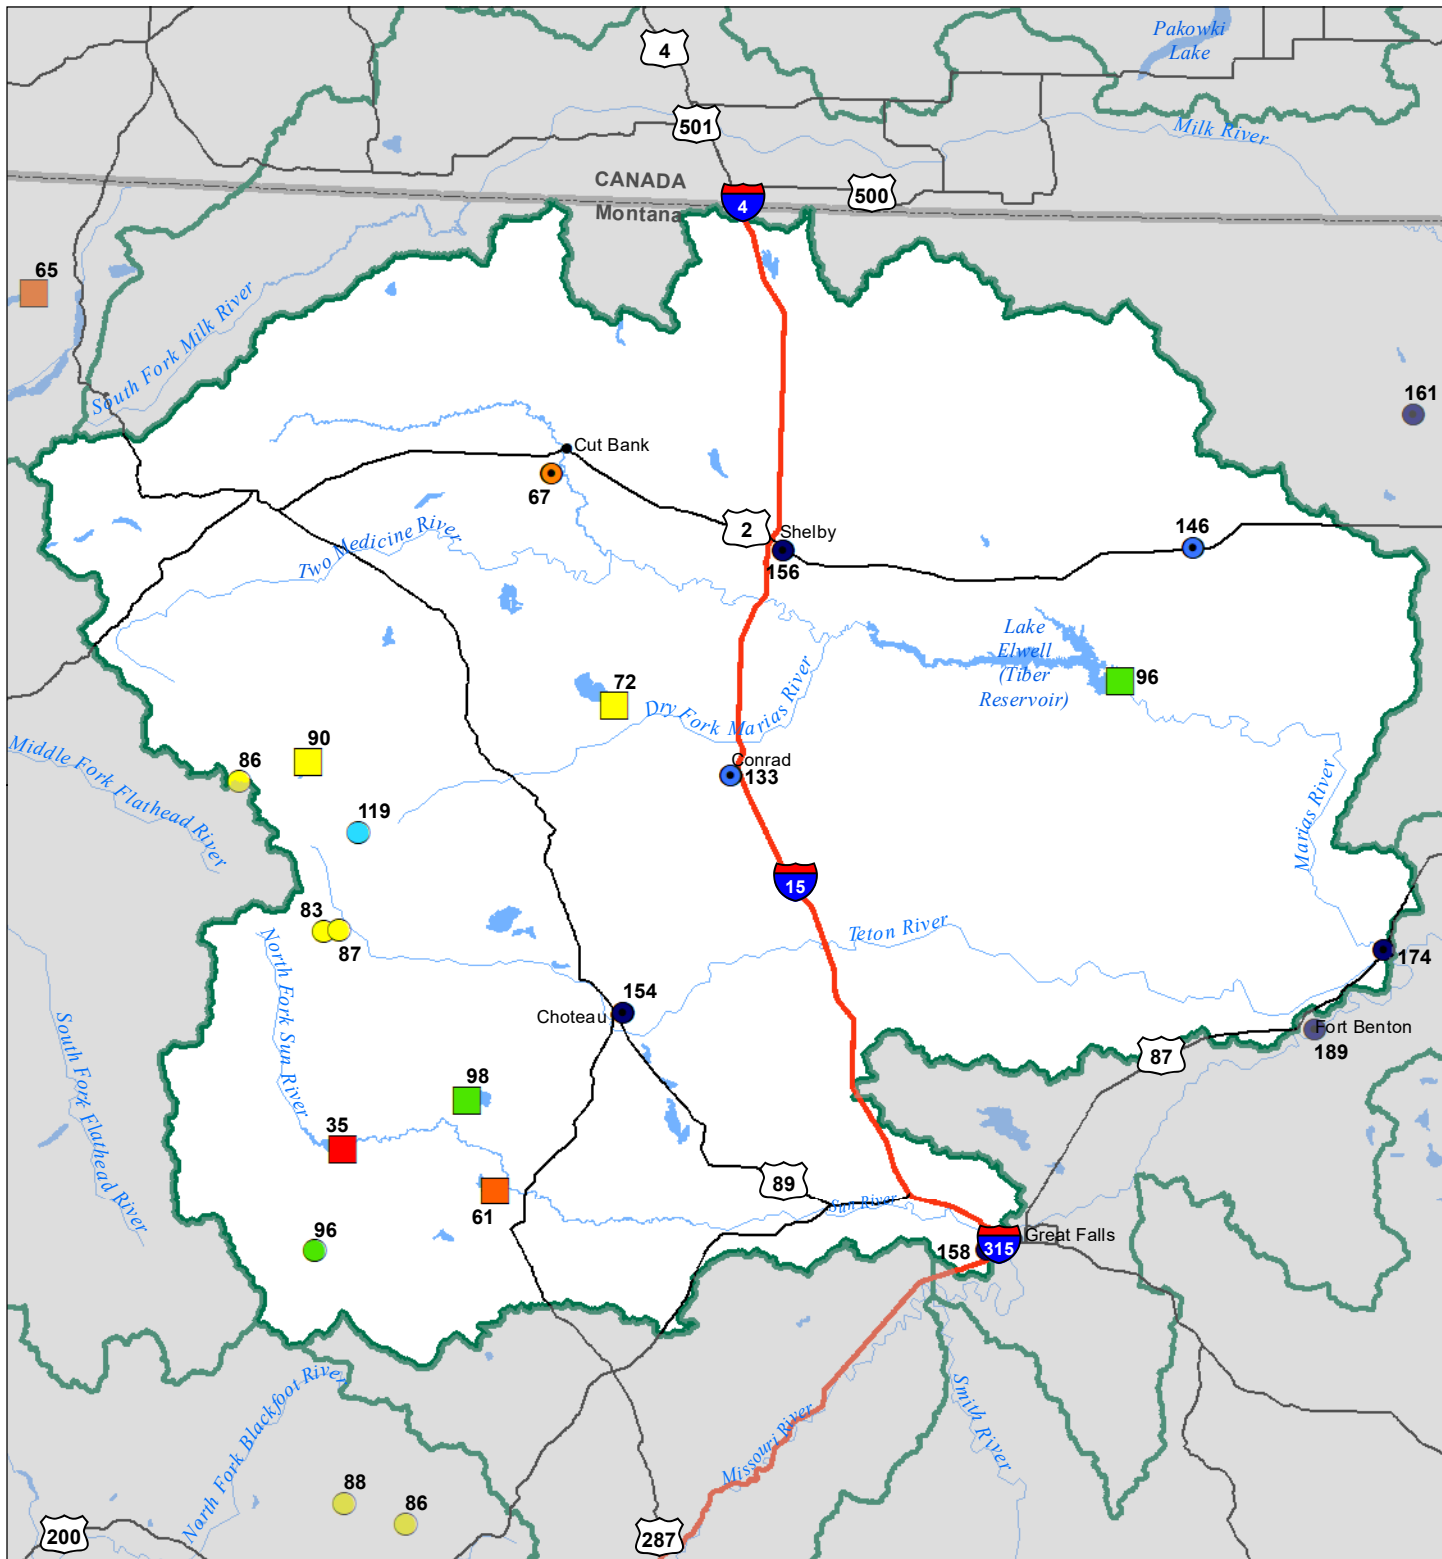 Pakowki
Lake
4
501
Milk River
CANADA
Montana
4
500
65
South Fork Milk River
161
Cut Bank
67
2
Shelby
156
146
Two Medicine River
Lake
Elwell
(Tiber
Reservoir)
96
72
Dry Fork Marias River
Middle Fork
Flathead River
86
90
Conrad
133
119
Marias River
15
83
87
North Fork Sun River
Teton River
174
154
Choteau
Fort Benton
189
87
South Fork Flathead River
98
35
61
89
Sun River
96
158
315
Great Falls
North Fork Blackfoot River
Missouri River
Smith River
88
86
200
287